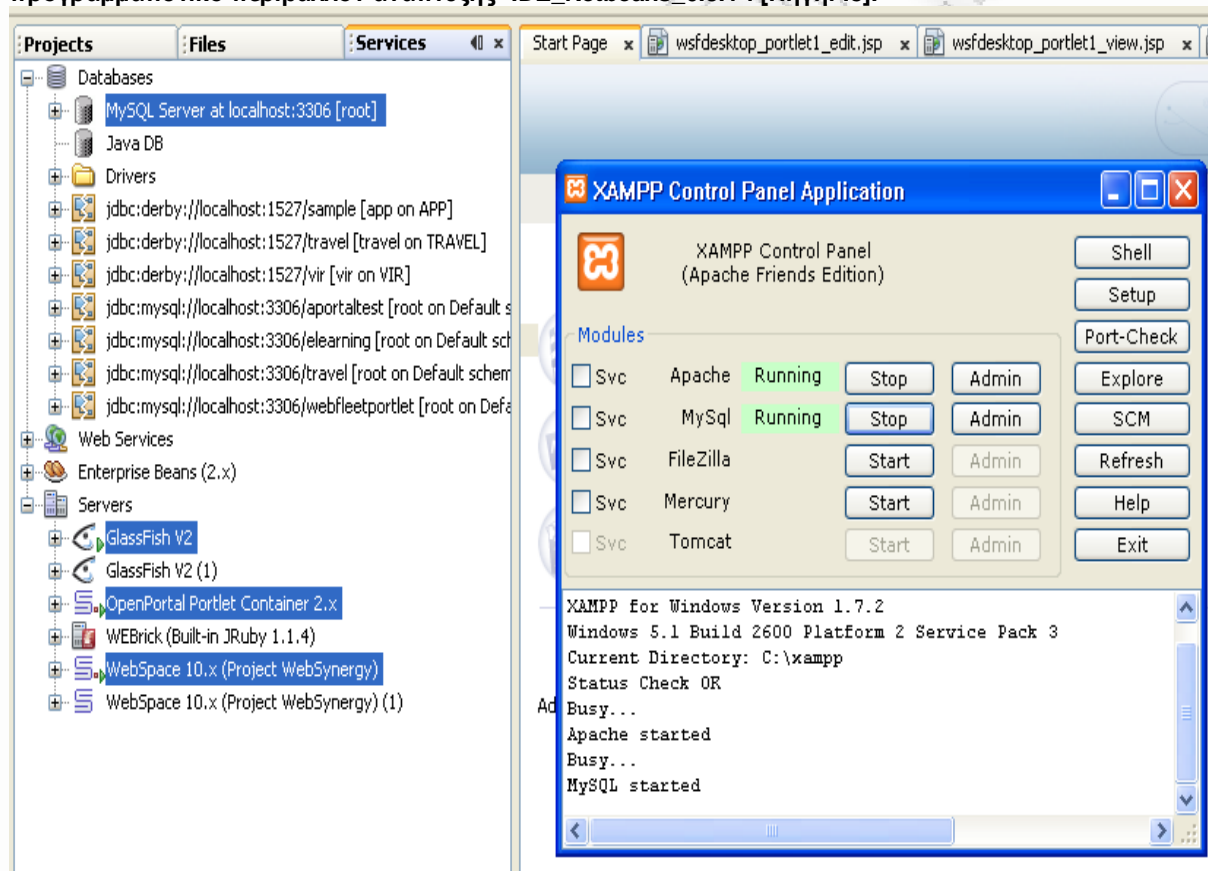 Projects Files Services
Databases
MySQL Server at localhost:3306 [root]
Java DB
Drivers
jdbc:derby://localhost:1527/sample [app on APP]
jdbc:derby://localhost:1527/travel [travel on TRAVEL]
jdbc:derby://localhost:1527/vir [vir on VIR]
jdbc:mysql://localhost:3306/aportaltest [root on Default s
jdbc:mysql://localhost:3306/elearning [root on Default sch
jdbc:mysql://localhost:3306/travel [root on Default schem
jdbc:mysql://localhost:3306/webfleetportlet [root on Defa
Web Services
Enterprise Beans (2.x)
Servers
GlassFish V2
GlassFish V2 (1)
OpenPortal Portlet Container 2.x
WEBrick (Built-in JRuby 1.1.4)
WebSpace 10.x (Project WebSynergy)
WebSpace 10.x (Project WebSynergy) (1)
Start Page wsfdesktop_portlet1_edit.jsp wsfdesktop_portlet1_view.jsp
Ad
XAMPP Control Panel Application
XAMPP Control Panel
(Apache Friends Edition)
Shell
Setup
Modules Port-Check
Svc Apache Running Stop Admin Explore
Svc MySql Running Stop Admin SCM
Svc FileZilla Start Admin Refresh
Svc Mercury Start Admin Help
Svc Tomcat Start Admin Exit
XAMPP for Windows Version 1.7.2
Windows 5.1 Build 2600 Platform 2 Service Pack 3
Current Directory: C:\xampp
Status Check OK
Busy...
Apache started
Busy...
MySQL started